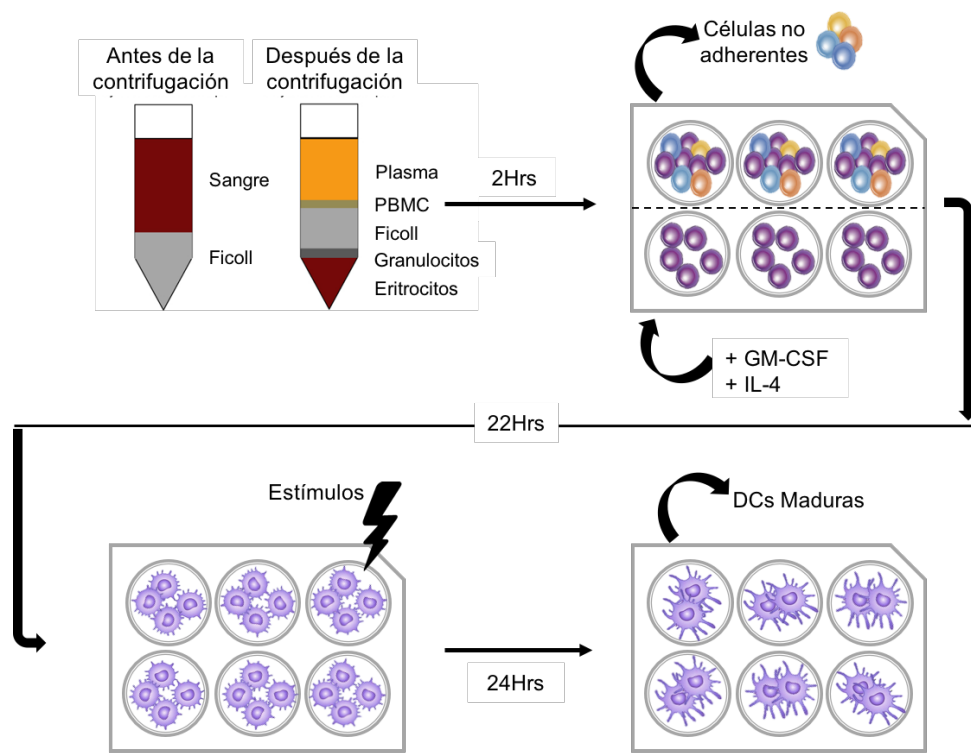 Antes de la
contrifugación
Después de la
contrifugación
Sangre
Ficoll
Plasma
PBMC
Ficoll
Granulocitos
Eritrocitos
2Hrs
Células no
adherentes
+ GM-CSF
+ IL-4
22Hrs
Estímulos
24Hrs
DCs Maduras